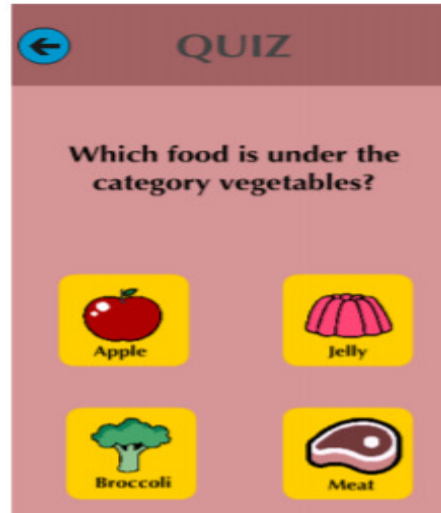 QUIZ
Which food is under the
category vegetables?
Apple
Jelly
Broccoli
Meat